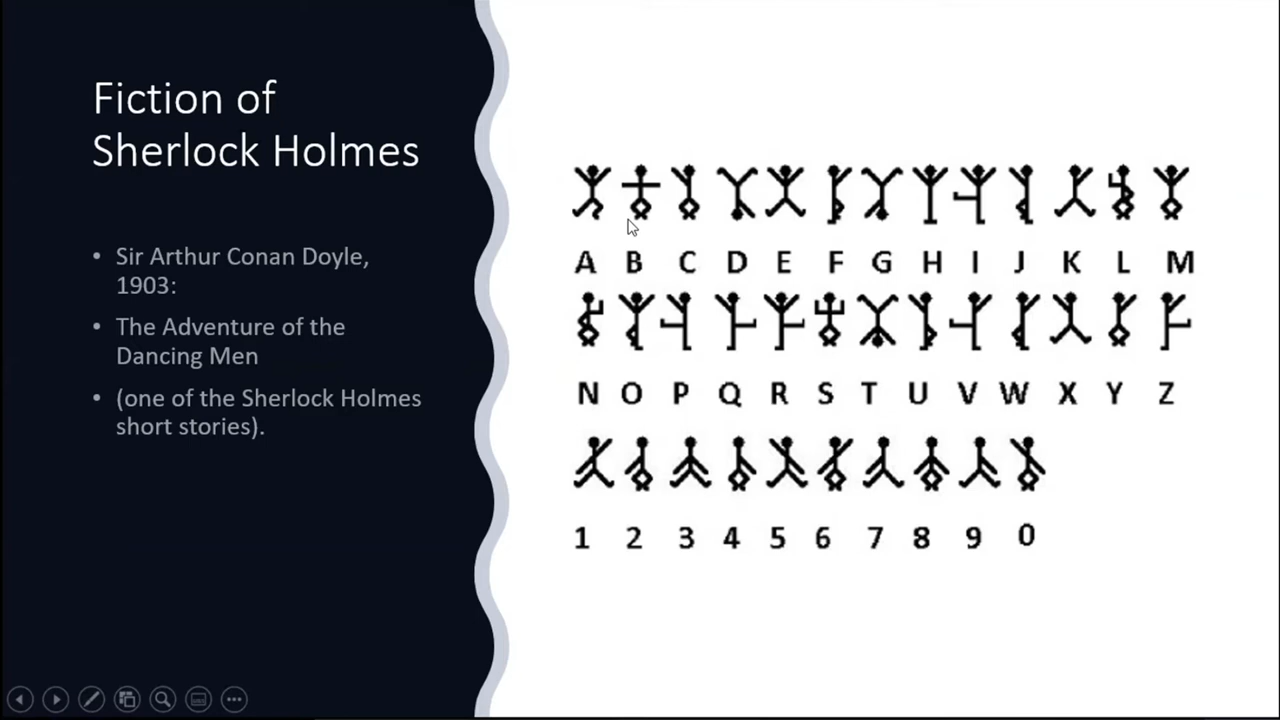 Fiction of
Sherlock Holmes
• Sir Arthur Conan Doyle,
1903:
• The Adventure of the
Dancing Men
• (one of the Sherlock Holmes
short stories).
A B C D E F G H I J K L M
N O P Q R S T U V W X Y Z
1 2 3 4 5 6 7 8 9 0